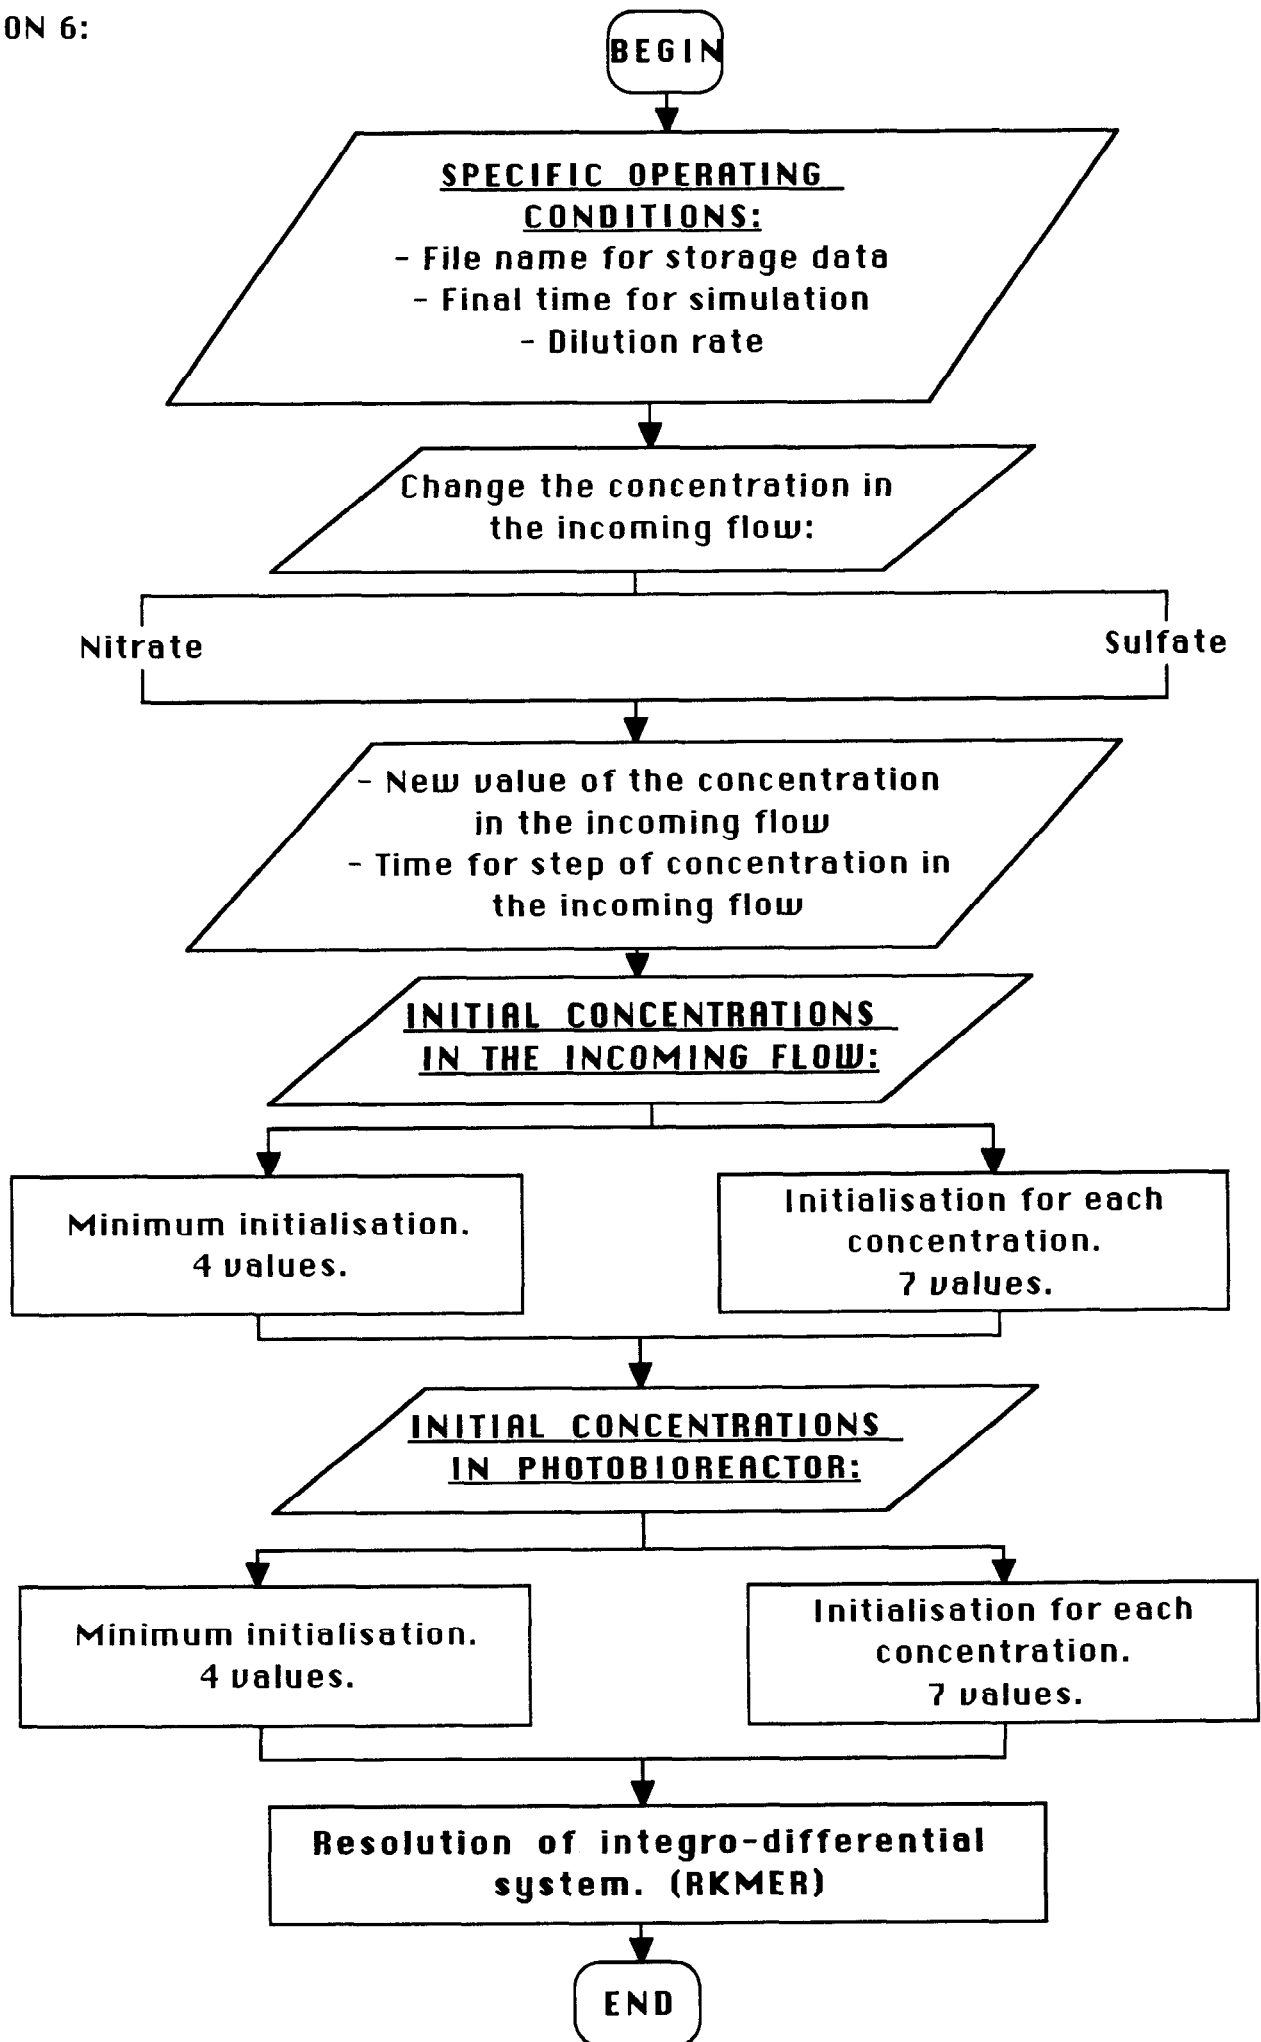 ON 6:
BEGIN
SPECIFIC OPERATING
CONDITIONS:
- File name for storage data
- Final time for simulation
- Dilution rate
Change the concentration in
the incoming flow:
Nitrate
Sulfate
- New value of the concentration
in the incoming flow
- Time for step of concentration in
the incoming flow
INITIAL CONCENTRATIONS
IN THE INCOMING FLOW:
Minimum initialisation.
4 values.
Initialisation for each
concentration.
7 values.
INITIAL CONCENTRATIONS
IN PHOTOBIOREACTOR:
Minimum initialisation.
4 values.
Initialisation for each
concentration.
7 values.
Resolution of integro-differential
system. (RKMER)
END